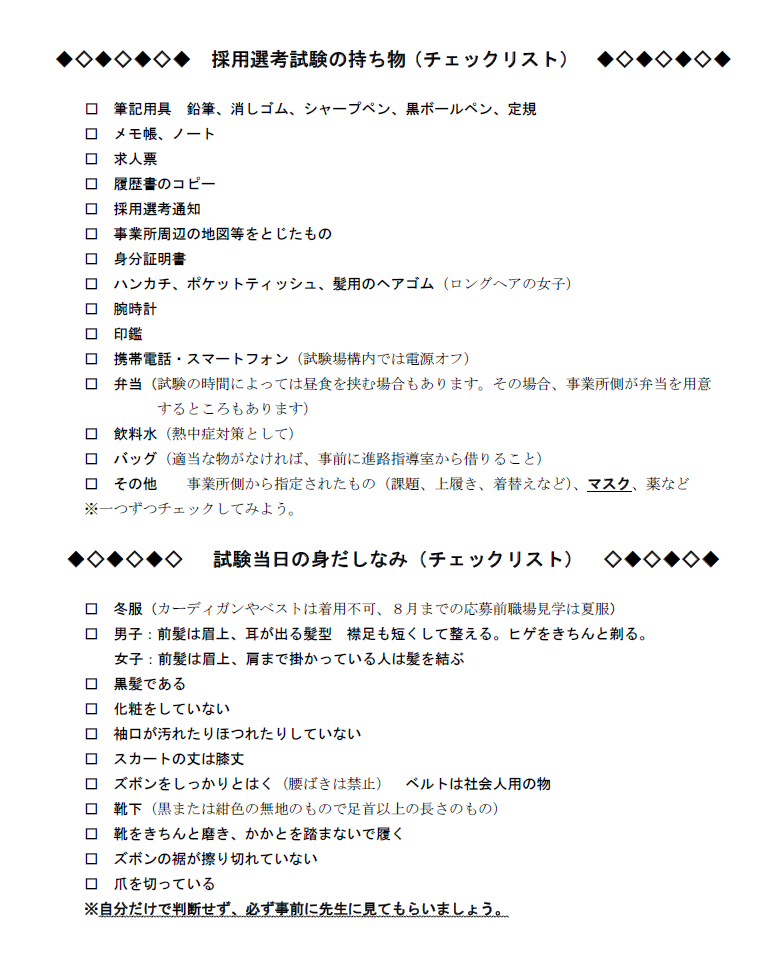 ◆◇◆◇◆◇◆　採用選考試験の持ち物（チェックリスト）　◆◇◆◇◆◇◆
□　筆記用具　鉛筆、消しゴム、シャープペン、黒ボールペン、定規
□　メモ帳、ノート
□　求人票
□　履歴書のコピー
□　採用選考通知
□　事業所周辺の地図等をとじたもの
□　身分証明書
□　ハンカチ、ポケットティッシュ、髪用のヘアゴム（ロングヘアの女子）
□　腕時計
□　印鑑
□　携帯電話・スマートフォン（試験場構内では電源オフ）
□　弁当（試験の時間によっては昼食を挟む場合もあります。その場合、事業所側が弁当を用意
するところもあります）
□　飲料水（熱中症対策として）
□　バッグ（適当な物がなければ、事前に進路指導室から借りること）
□　その他　　事業所側から指定されたもの（課題、上履き、着替えなど）、マスク、薬など
※一つずつチェックしてみよう。
◆◇◆◇◆◇　試験当日の身だしなみ（チェックリスト）　◇◆◇◆◇◆
□　冬服（カーディガンやベストは着用不可、８月までの応募前職場見学は夏服）
□　男子：前髪は眉上、耳が出る髪型　襟足も短くして整える。ヒゲをきちんと剃る。
女子：前髪は眉上、肩まで掛かっている人は髪を結ぶ
□　黒髪である
□　化粧をしていない
□　袖口が汚れたりほつれたりしていない
□　スカートの丈は膝丈
□　ズボンをしっかりとはく（腰ばきは禁止）　ベルトは社会人用の物
□　靴下（黒または紺色の無地のもので足首以上の長さのもの）
□　靴をきちんと磨き、かかとを踏まないで履く
□　ズボンの裾が擦り切れていない
□　爪を切っている
※自分だけで判断せず、必ず事前に先生に見てもらいましょう。